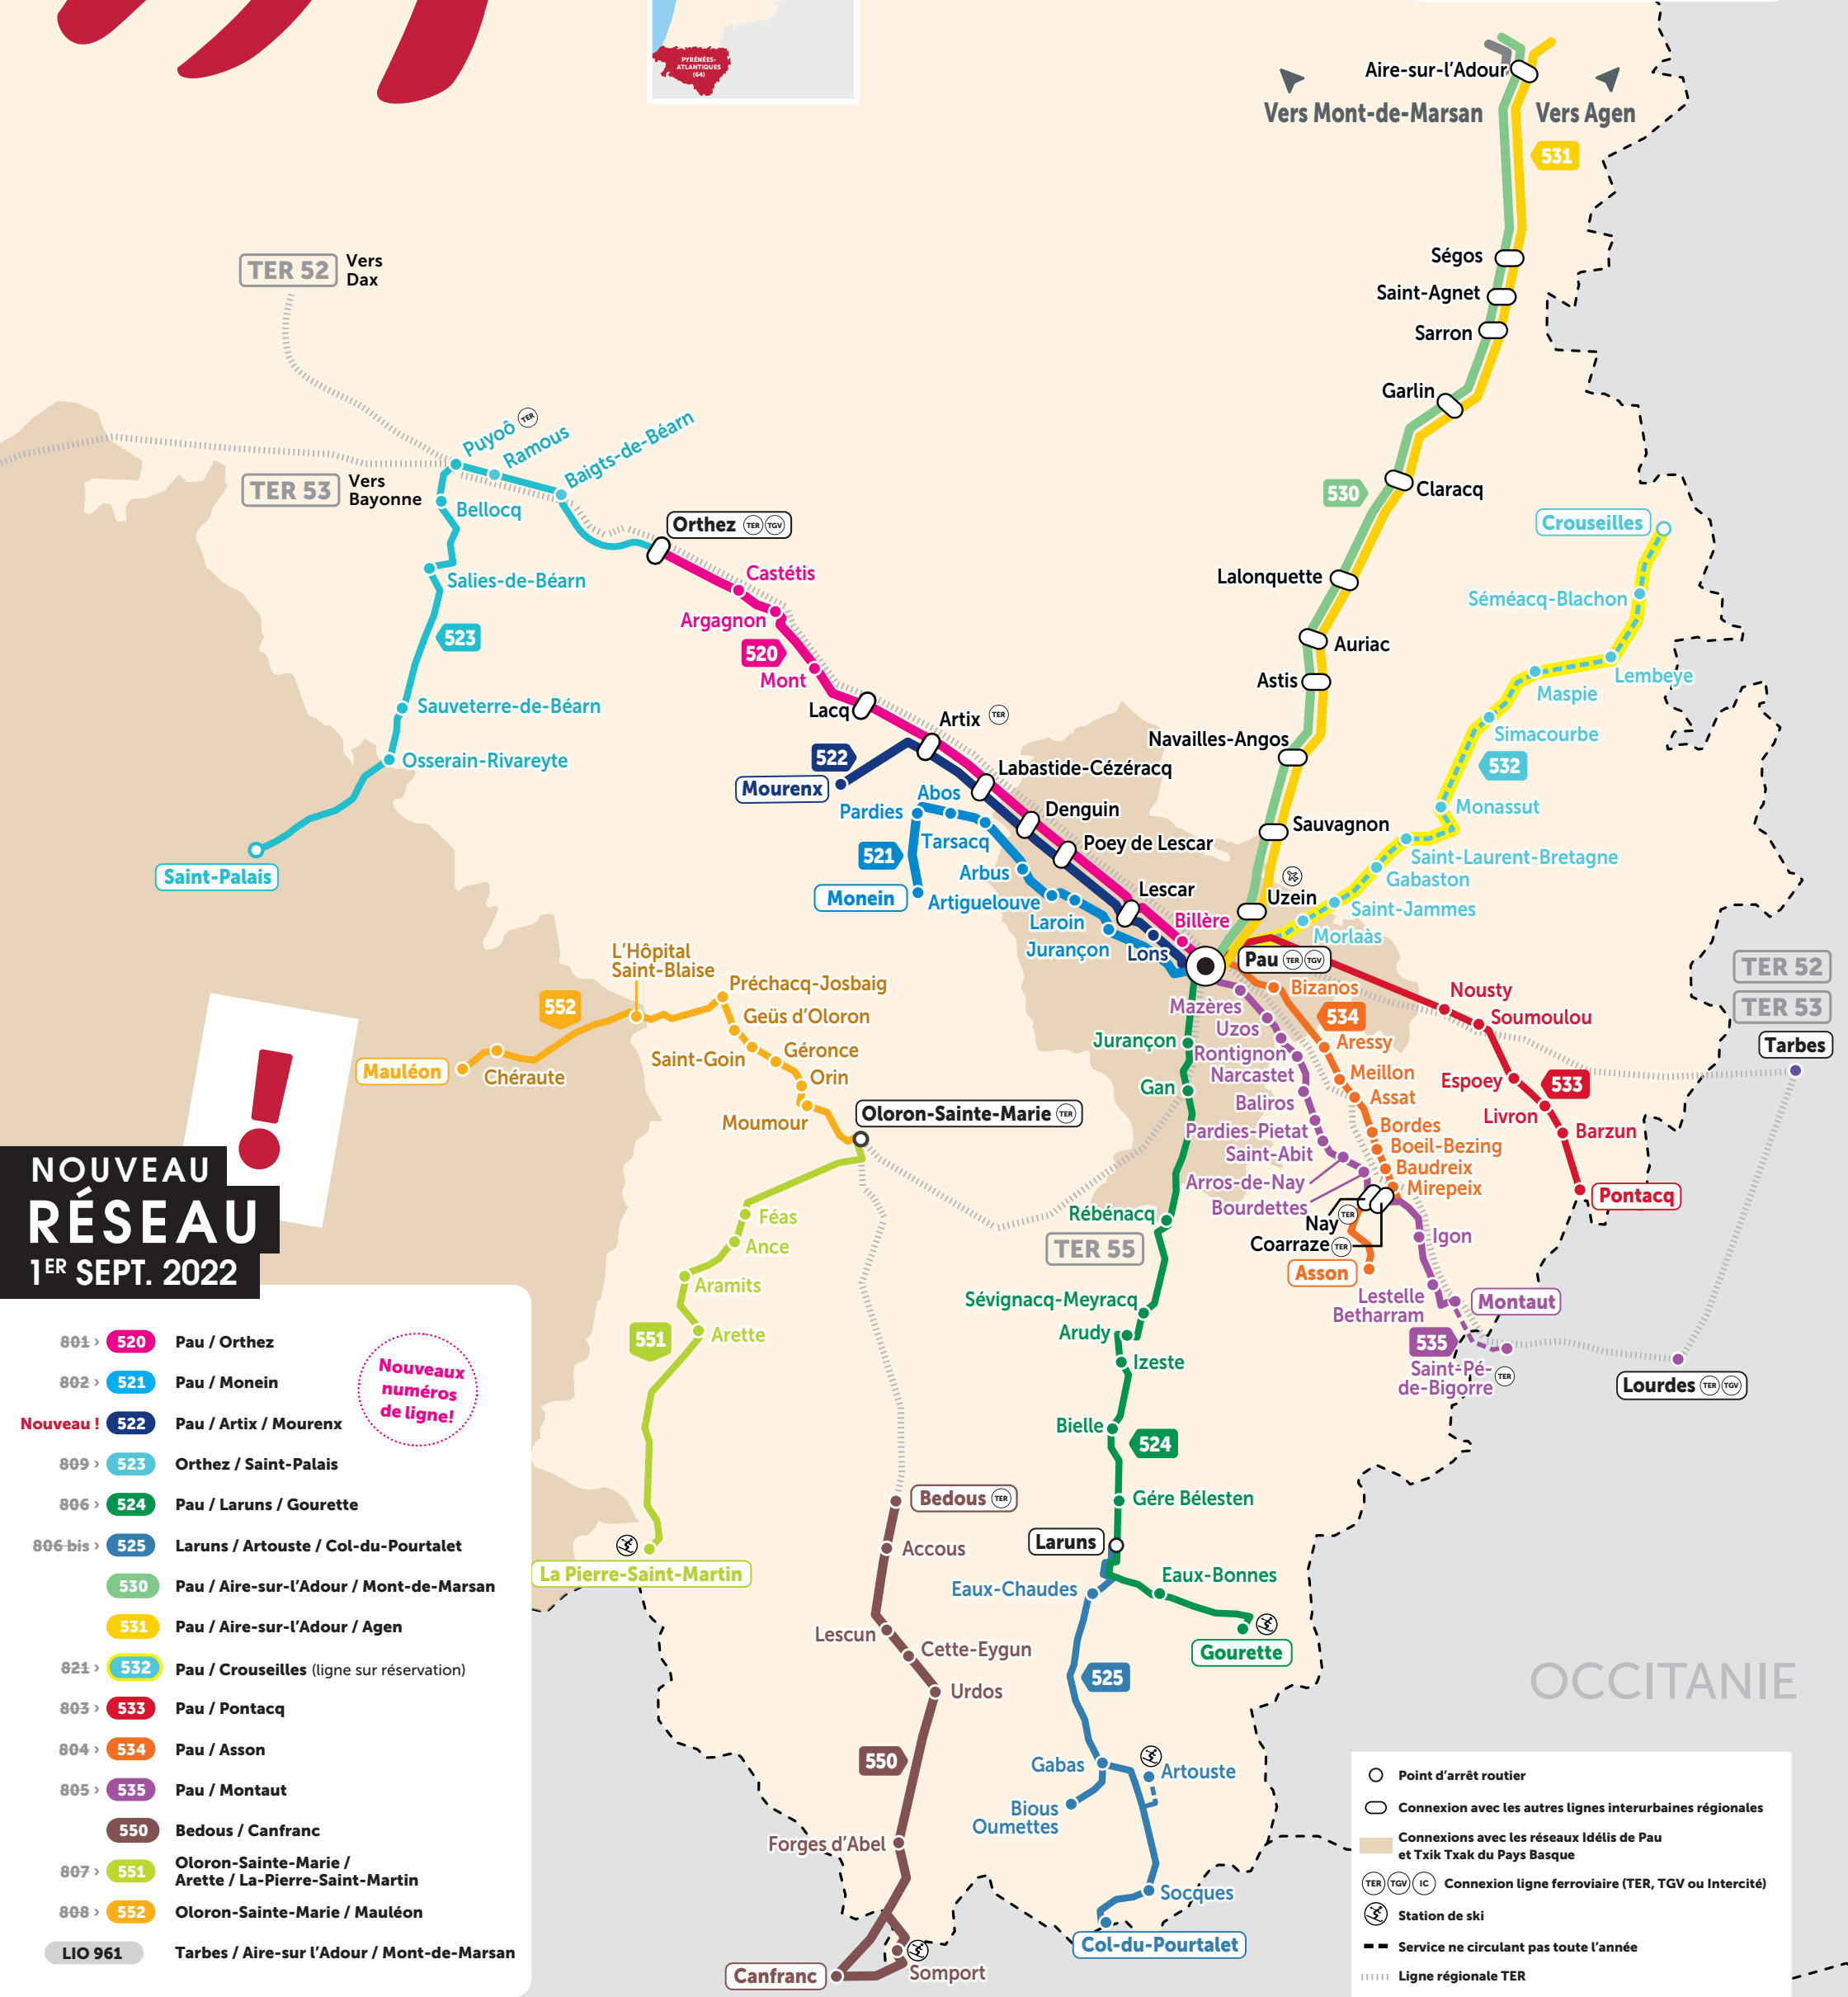 PYRÉNÉES-
ATLANTIQUES
(64)
Aire-sur-l'Adour
Vers Mont-de-Marsan
Vers Agen
531
Ségos
Saint-Agnet
Sarron
Garlin
Claracq
530
Lalonquette
Auriac
Astis
Navailles-Angos
Sauvagnon
Uzein
TER 52
Vers
Dax
TER 53
Vers
Bayonne
Puyoô TER
Ramous
Baigts-de-Béarn
Bellocq
Salies-de-Béarn
523
Sauveterre-de-Béarn
Osserain-Rivareyte
Saint-Palais
Orthez TER TGV
Castétis
Argagnon
520
Mont
Lacq
Artix TER
522
Mourenx
Labastide-Cézéracq
Denguin
Poey de Lescar
Lescar
Billère
Lons
Abos
Pardies
Tarsacq
521
Arbus
Monein
Artiguelouve
Laroin
Jurançon
Crouseilles
Séméacq-Blachon
Lembeye
Maspie
Simacourbe
532
Monassut
Saint-Laurent-Bretagne
Gabaston
Saint-Jammes
Morlaàs
Pau TER TGV
TER 52
TER 53
Tarbes
Nousty
Soumoulou
Espoey
533
Livron
Barzun
Pontacq
Bizanos
534
Aressy
Meillon
Assat
Bordes
Boeil-Bezing
Baudreix
Mirepeix
Mazères
Uzos
Rontignon
Narcastet
Baliros
Pardies-Pietat
Saint-Abit
Arros-de-Nay
Bourdettes
Nay TER
Coarraze TER
Asson
Igon
Lestelle
Betharram
Montaut
535
Saint-Pé-
de-Bigorre TER
Lourdes TER TGV
Jurançon
Gan
Rébénacq
TER 55
Sévignacq-Meyracq
Arudy
Izeste
Bielle
524
Gére Bélesten
Laruns
Eaux-Chaudes
Eaux-Bonnes
Gourette
525
Gabas
Artouste
Bious
Oumettes
Socques
Col-du-Pourtalet
L'Hôpital
Saint-Blaise
552
Préchacq-Josbaig
Geüs d'Oloron
Saint-Goin
Géronce
Orin
Moumour
Mauléon
Chéraute
Oloron-Sainte-Marie TER
Féas
Ance
Aramits
551
Arette
La Pierre-Saint-Martin
Bedous TER
Accous
Lescun
Cette-Eygun
Urdos
550
Forges d'Abel
Somport
Canfranc
OCCITANIE
!
NOUVEAU
RÉSEAU
1ER SEPT. 2022
Nouveaux
numéros
de ligne!
801 › 520 Pau / Orthez
802 › 521 Pau / Monein
Nouveau ! 522 Pau / Artix / Mourenx
809 › 523 Orthez / Saint-Palais
806 › 524 Pau / Laruns / Gourette
806 bis › 525 Laruns / Artouste / Col-du-Pourtalet
530 Pau / Aire-sur-l'Adour / Mont-de-Marsan
531 Pau / Aire-sur-l'Adour / Agen
821 › 532 Pau / Crouseilles (ligne sur réservation)
803 › 533 Pau / Pontacq
804 › 534 Pau / Asson
805 › 535 Pau / Montaut
550 Bedous / Canfranc
807 › 551 Oloron-Sainte-Marie /
Arette / La-Pierre-Saint-Martin
808 › 552 Oloron-Sainte-Marie / Mauléon
LIO 961 Tarbes / Aire-sur l'Adour / Mont-de-Marsan
Point d'arrêt routier
Connexion avec les autres lignes interurbaines régionales
Connexions avec les réseaux Idélis de Pau
et Txik Txak du Pays Basque
TER TGV IC Connexion ligne ferroviaire (TER, TGV ou Intercité)
Station de ski
Service ne circulant pas toute l'année
Ligne régionale TER